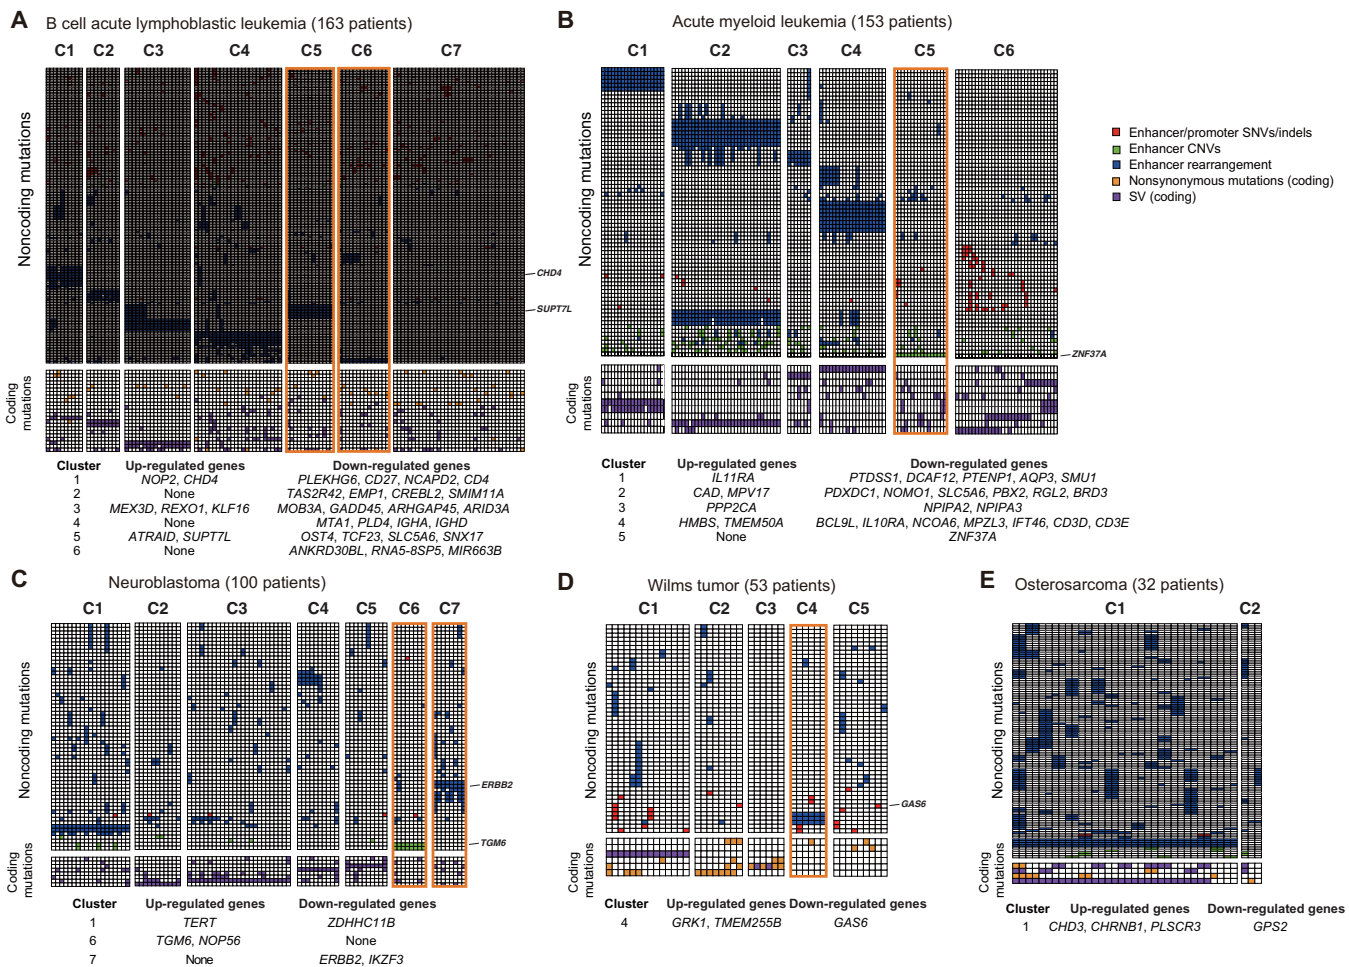 A
B cell acute lymphoblastic leukemia (163 patients)
C1 C2 C3 C4 C5 C6 C7
Noncoding mutations
CHD4
SUPT7L
Coding mutations
Cluster Up-regulated genes Down-regulated genes
1 NOP2, CHD4 PLEKHG6, CD27, NCAPD2, CD4
2 None TAS2R42, EMP1, CREBL2, SMIM11A
3 MEX3D, REXO1, KLF16 MOB3A, GADD45, ARHGAP45, ARID3A
4 None MTA1, PLD4, IGHA, IGHD
5 ATRAID, SUPT7L OST4, TCF23, SLC5A6, SNX17
6 None ANKRD30BL, RNA5-8SP5, MIR663B
B
Acute myeloid leukemia (153 patients)
C1 C2 C3 C4 C5 C6
Noncoding mutations
ZNF37A
Coding mutations
Enhancer/promoter SNVs/indels
Enhancer CNVs
Enhancer rearrangement
Nonsynonymous mutations (coding)
SV (coding)
Cluster Up-regulated genes Down-regulated genes
1 IL11RA PTDSS1, DCAF12, PTENP1, AQP3, SMU1
2 CAD, MPV17 PDXDC1, NOMO1, SLC5A6, PBX2, RGL2, BRD3
3 PPP2CA NPIPA2, NPIPA3
4 HMBS, TMEM50A BCL9L, IL10RA, NCOA6, MPZL3, IFT46, CD3D, CD3E
5 None ZNF37A
C
Neuroblastoma (100 patients)
C1 C2 C3 C4 C5 C6 C7
Noncoding mutations
ERBB2
TGM6
Coding mutations
Cluster Up-regulated genes Down-regulated genes
1 TERT ZDHHC11B
6 TGM6, NOP56 None
7 None ERBB2, IKZF3
D
Wilms tumor (53 patients)
C1 C2 C3 C4 C5
Noncoding mutations
GAS6
Coding mutations
Cluster Up-regulated genes Down-regulated genes
4 GRK1, TMEM255B GAS6
E
Osterosarcoma (32 patients)
C1 C2
Noncoding mutations
Coding mutations
Cluster Up-regulated genes Down-regulated genes
1 CHD3, CHRNB1, PLSCR3 GPS2